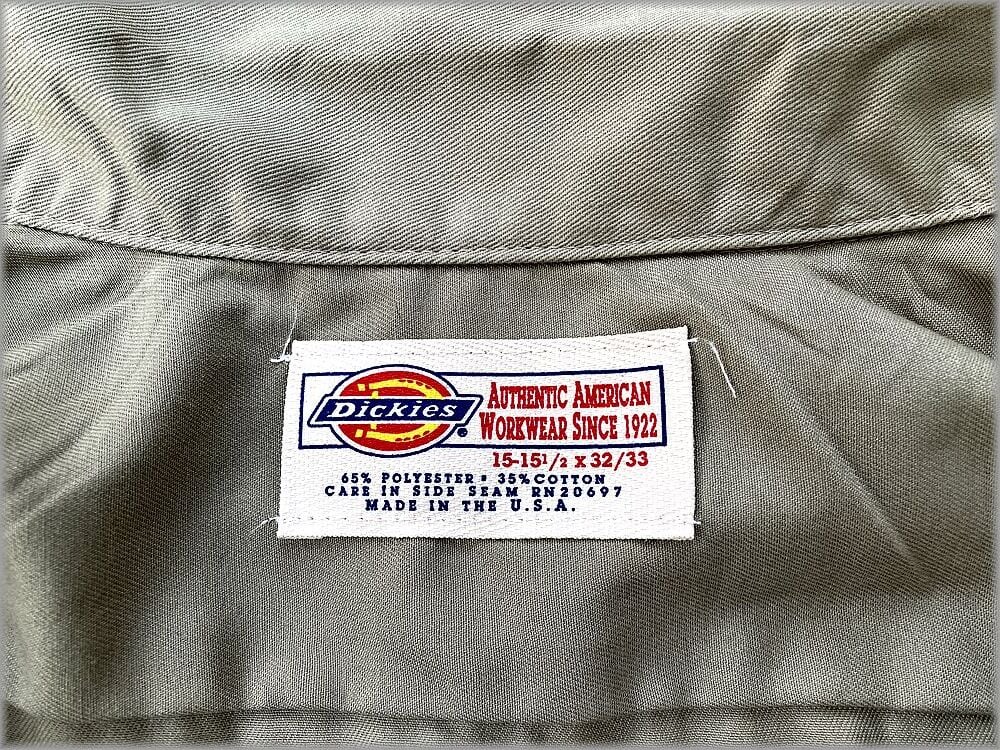 Dickies®
AUTHENTIC AMERICAN
WORKWEAR SINCE 1922
15-15 1/2 x 32/33
65% POLYESTER • 35% COTTON
CARE IN SIDE SEAM RN20697
MADE IN THE U.S.A.